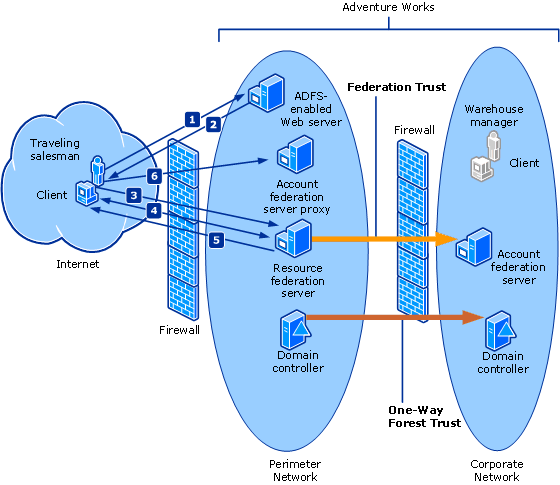 Adventure Works
ADFS-
enabled
Web server
Federation Trust
Warehouse
manager
Firewall
Traveling
salesman
Client
Internet
1
2
6
3
4
5
Account
federation
server proxy
Client
Resource
federation
server
Account
federation
server
Firewall
Domain
controller
Domain
controller
One-Way
Forest Trust
Perimeter
Network
Corporate
Network